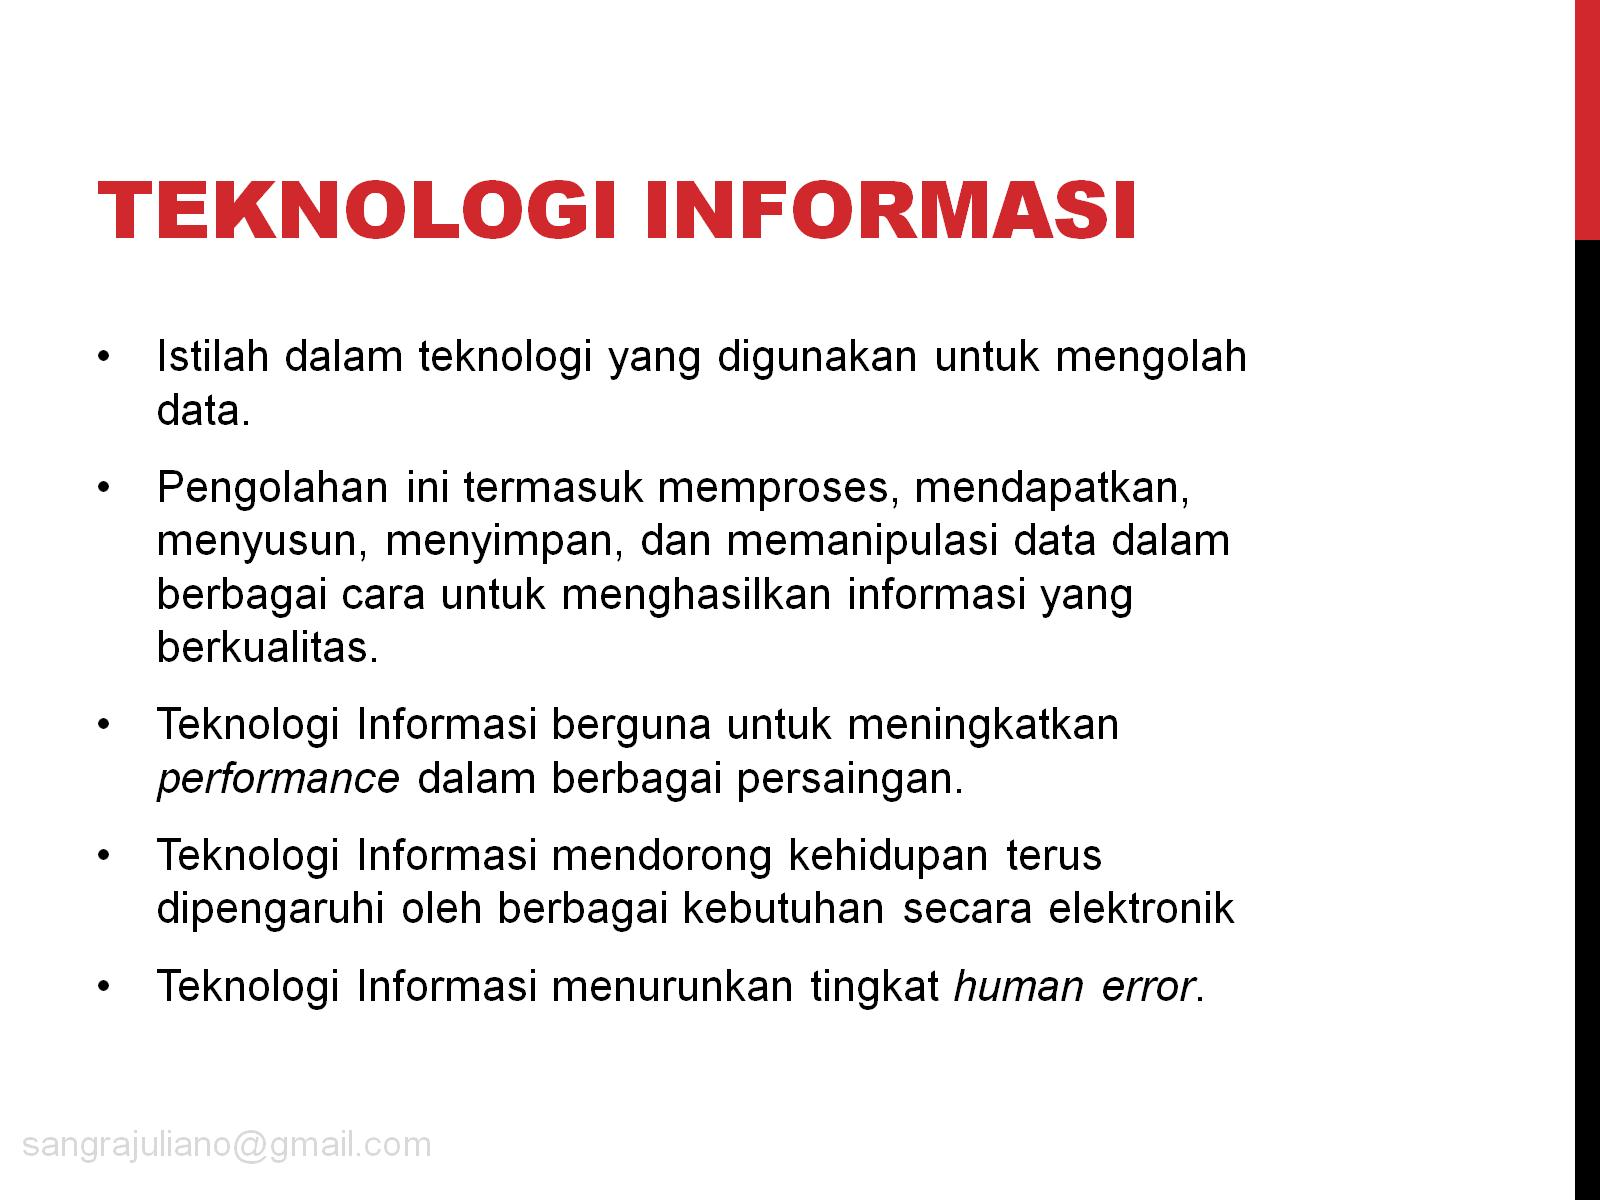 TEKNOLOGI INFORMASI
• Istilah dalam teknologi yang digunakan untuk mengolah
data.
• Pengolahan ini termasuk memproses, mendapatkan,
menyusun, menyimpan, dan memanipulasi data dalam
berbagai cara untuk menghasilkan informasi yang
berkualitas.
• Teknologi Informasi berguna untuk meningkatkan
performance dalam berbagai persaingan.
• Teknologi Informasi mendorong kehidupan terus
dipengaruhi oleh berbagai kebutuhan secara elektronik
• Teknologi Informasi menurunkan tingkat human error.
sangrajuliano@gmail.com